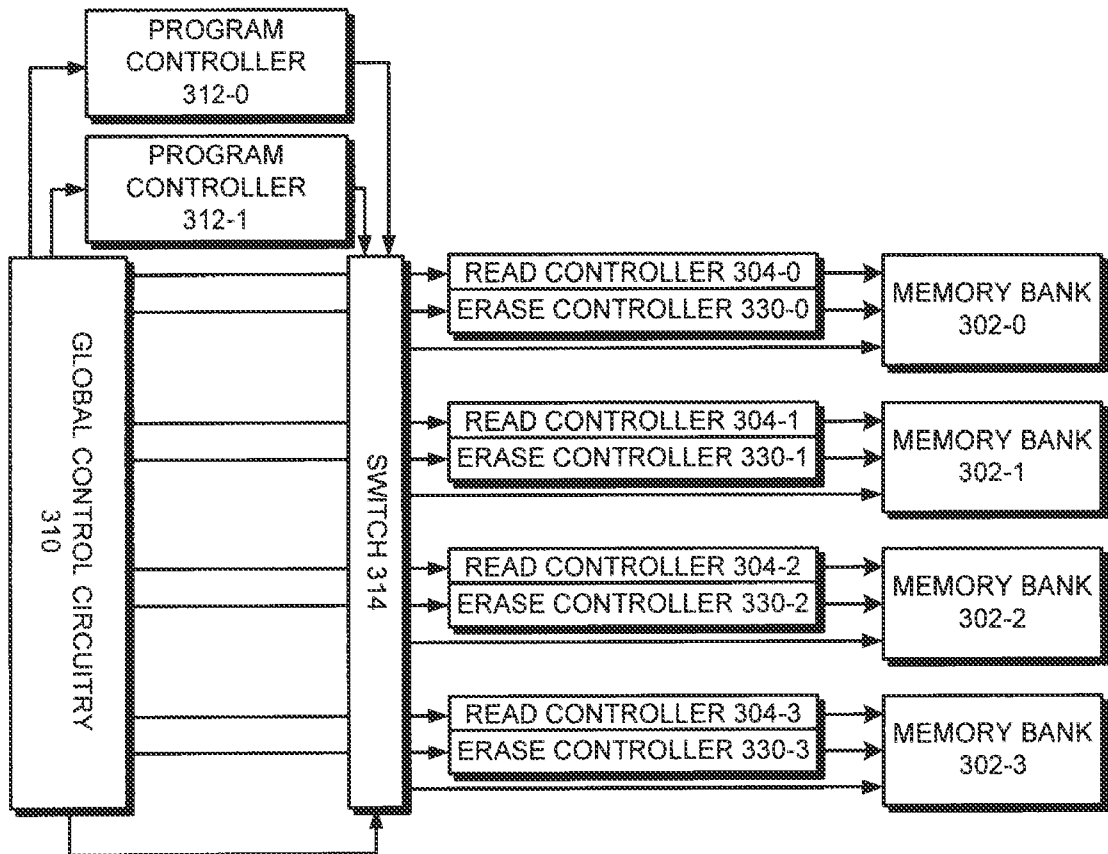 PROGRAM
CONTROLLER
312-0
PROGRAM
CONTROLLER
312-1
GLOBAL CONTROL CIRCUITRY
310
SWITCH 314
READ CONTROLLER 304-0
ERASE CONTROLLER 330-0
MEMORY BANK
302-0
READ CONTROLLER 304-1
ERASE CONTROLLER 330-1
MEMORY BANK
302-1
READ CONTROLLER 304-2
ERASE CONTROLLER 330-2
MEMORY BANK
302-2
READ CONTROLLER 304-3
ERASE CONTROLLER 330-3
MEMORY BANK
302-3